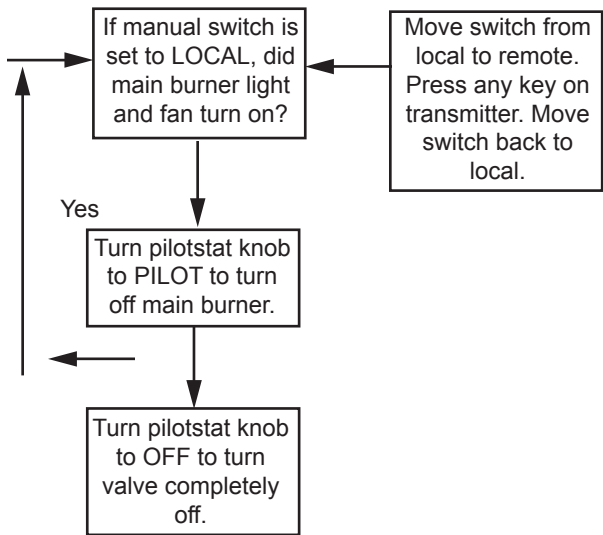 If manual switch is
set to LOCAL, did
main burner light
and fan turn on?
Move switch from
local to remote.
Press any key on
transmitter. Move
switch back to
local.
Yes
Turn pilotstat knob
to PILOT to turn
off main burner.
Turn pilotstat knob
to OFF to turn
valve completely
off.